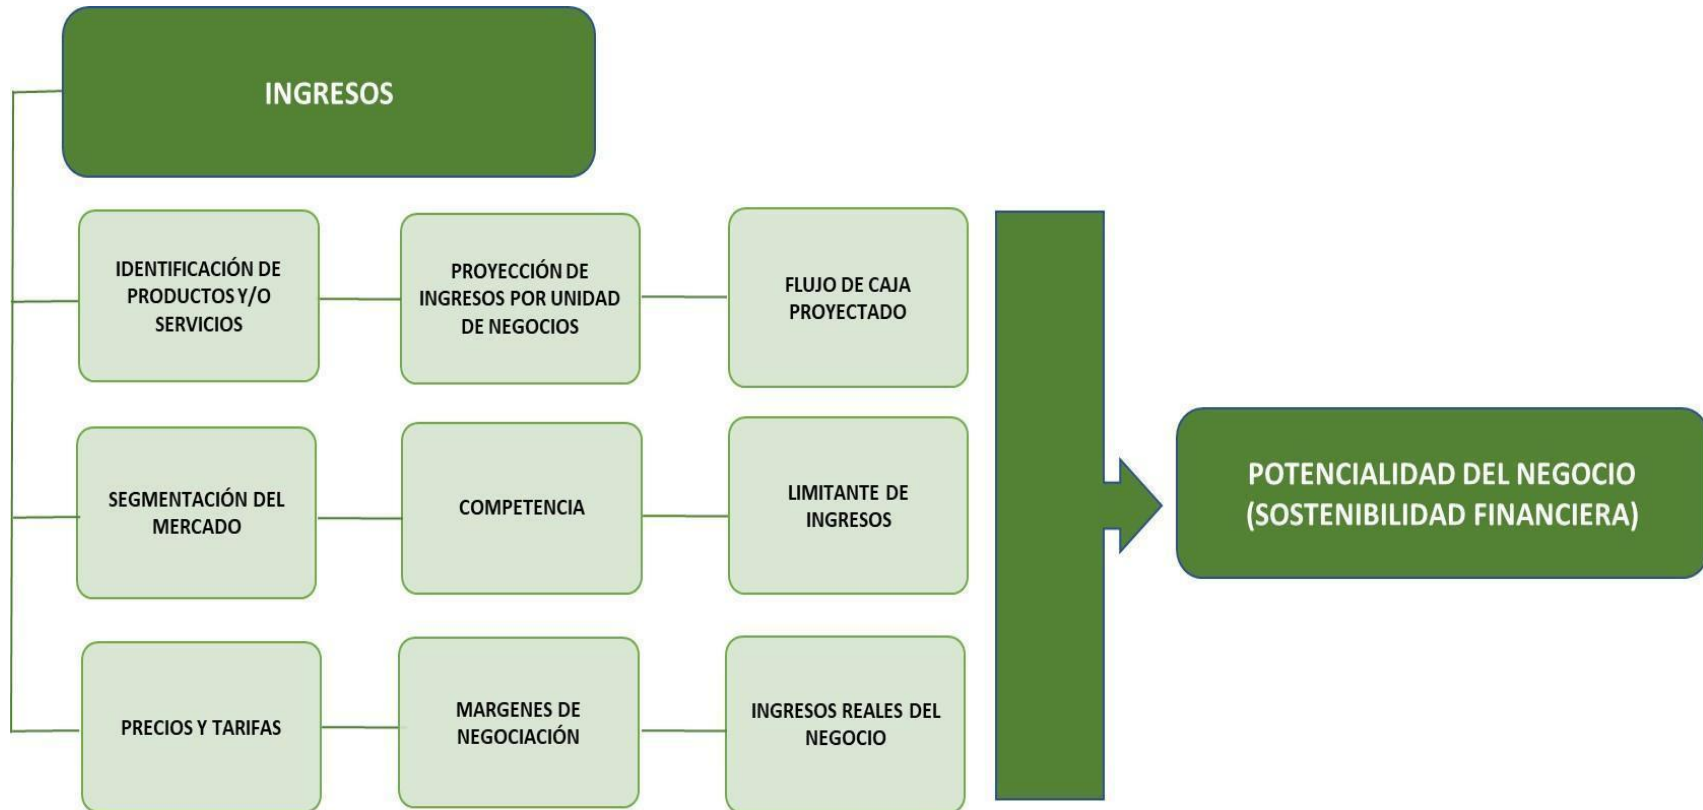 INGRESOS
IDENTIFICACIÓN DE
PRODUCTOS Y/O
SERVICIOS
PROYECCIÓN DE
INGRESOS POR UNIDAD
DE NEGOCIOS
FLUJO DE CAJA
PROYECTADO
SEGMENTACIÓN DEL
MERCADO
COMPETENCIA
LIMITANTE DE
INGRESOS
PRECIOS Y TARIFAS
MARGENES DE
NEGOCIACIÓN
INGRESOS REALES DEL
NEGOCIO
POTENCIALIDAD DEL NEGOCIO
(SOSTENIBILIDAD FINANCIERA)